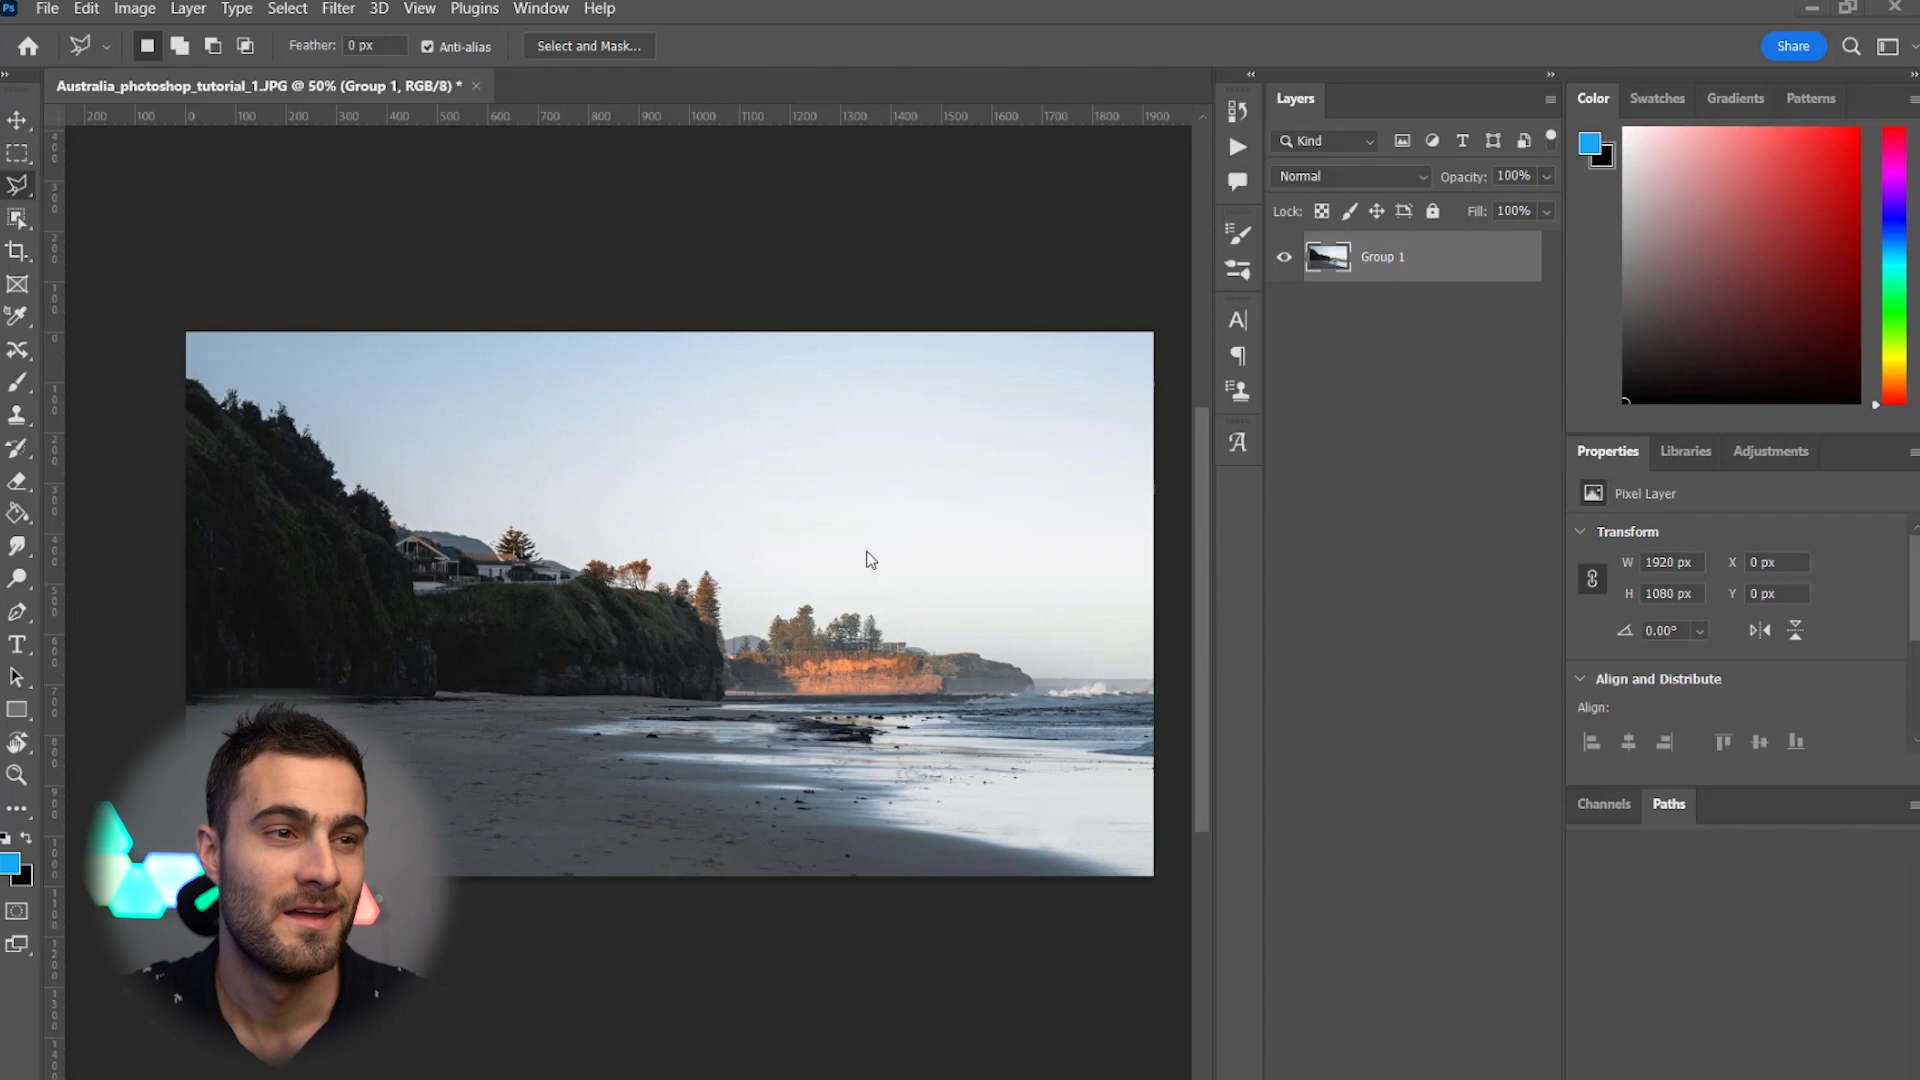 Ps File Edit Image Layer Type Select Filter 3D View Plugins Window Help
Feather: 0 px Anti-alias Select and Mask... Share
Australia_photoshop_tutorial_1.JPG @ 50% (Group 1, RGB/8) * ×
200 100 0 100 200 300 400 500 600 700 800 900 1000 1100 1200 1300 1400 1500 1600 1700 1800 1900
Layers
Kind
Normal Opacity: 100%
Lock: Fill: 100%
Group 1
Color Swatches Gradients Patterns
Properties Libraries Adjustments
Pixel Layer
Transform
W 1920 px X 0 px
H 1080 px Y 0 px
0.00°
Align and Distribute
Align:
Channels Paths